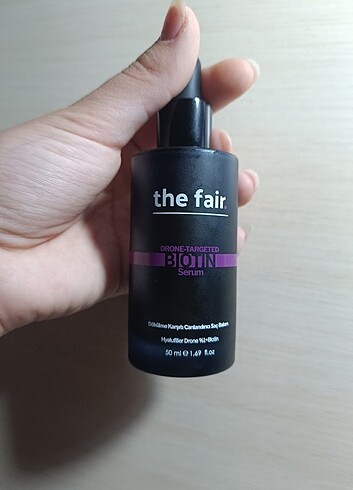 the fair.
DRONE-TARGETED
BIOTIN
Serum
Dökülme Karşıtı Canlandırıcı Saç Bakım
Hyalufiller Drone %1+Biotin
50 ml ℮ 1.69 fl.oz